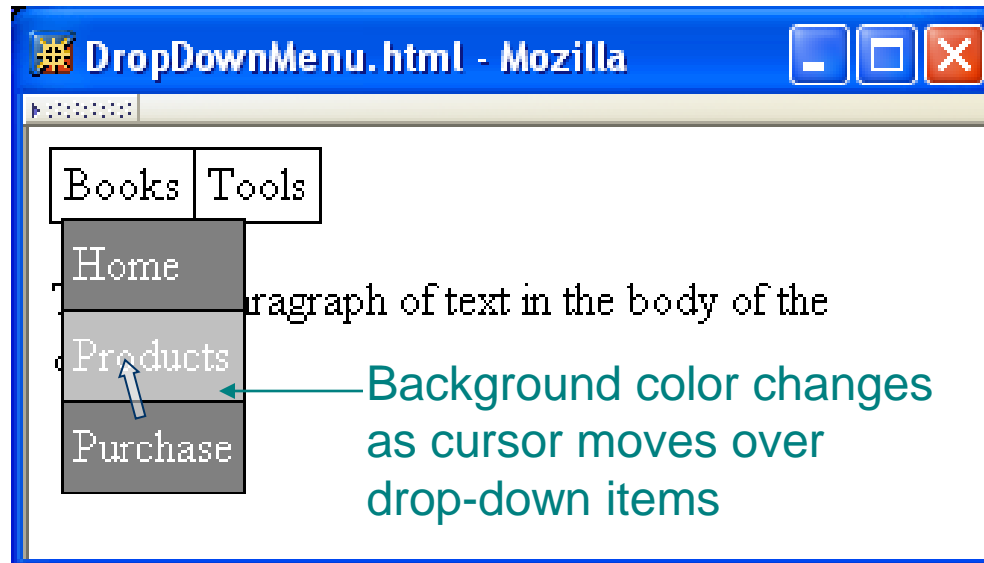 DropDownMenu.html - Mozilla
Books Tools
Home
ragraph of text in the body of the
Products
Background color changes
as cursor moves over
drop-down items
Purchase